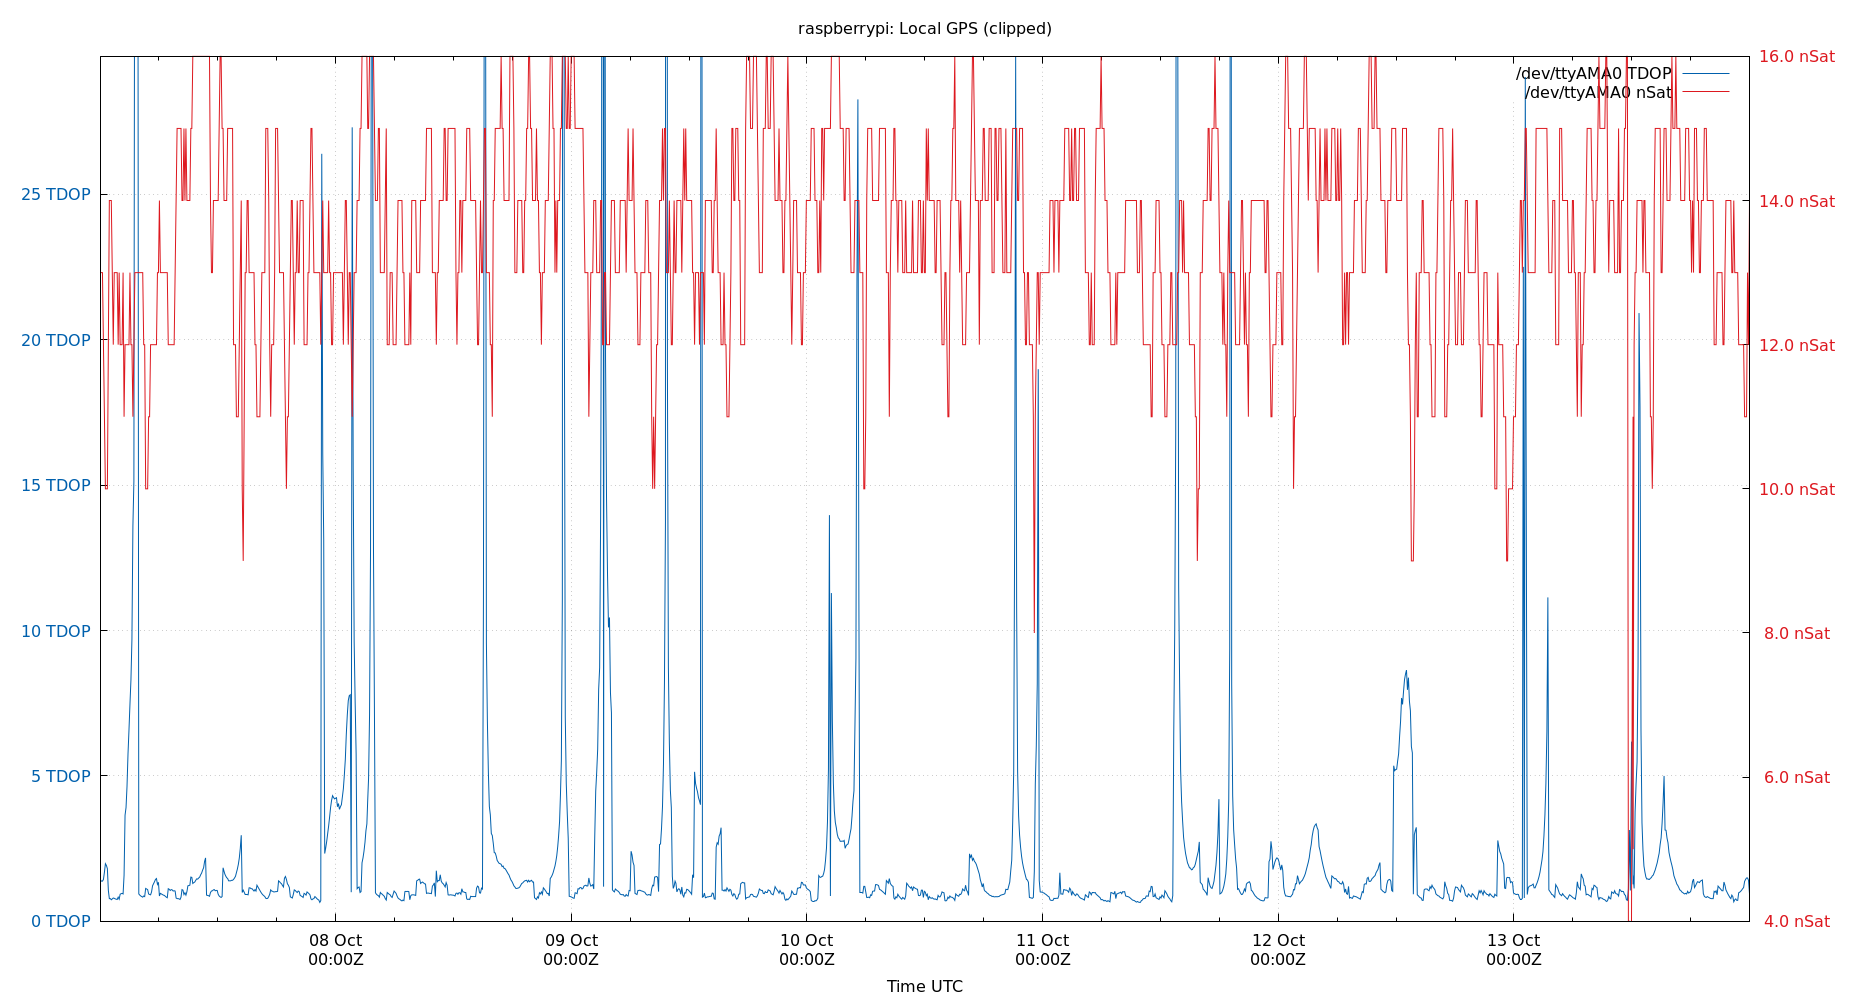 raspberrypi: Local GPS (clipped)
16.0 nSat
/dev/ttyAMA0 TDOP
/dev/ttyAMA0 nSat
25 TDOP
14.0 nSat
20 TDOP
12.0 nSat
15 TDOP
10.0 nSat
10 TDOP
8.0 nSat
5 TDOP
6.0 nSat
0 TDOP
4.0 nSat
08 Oct 09 Oct 10 Oct 11 Oct 12 Oct 13 Oct
00:00Z 00:00Z 00:00Z 00:00Z 00:00Z 00:00Z
Time UTC